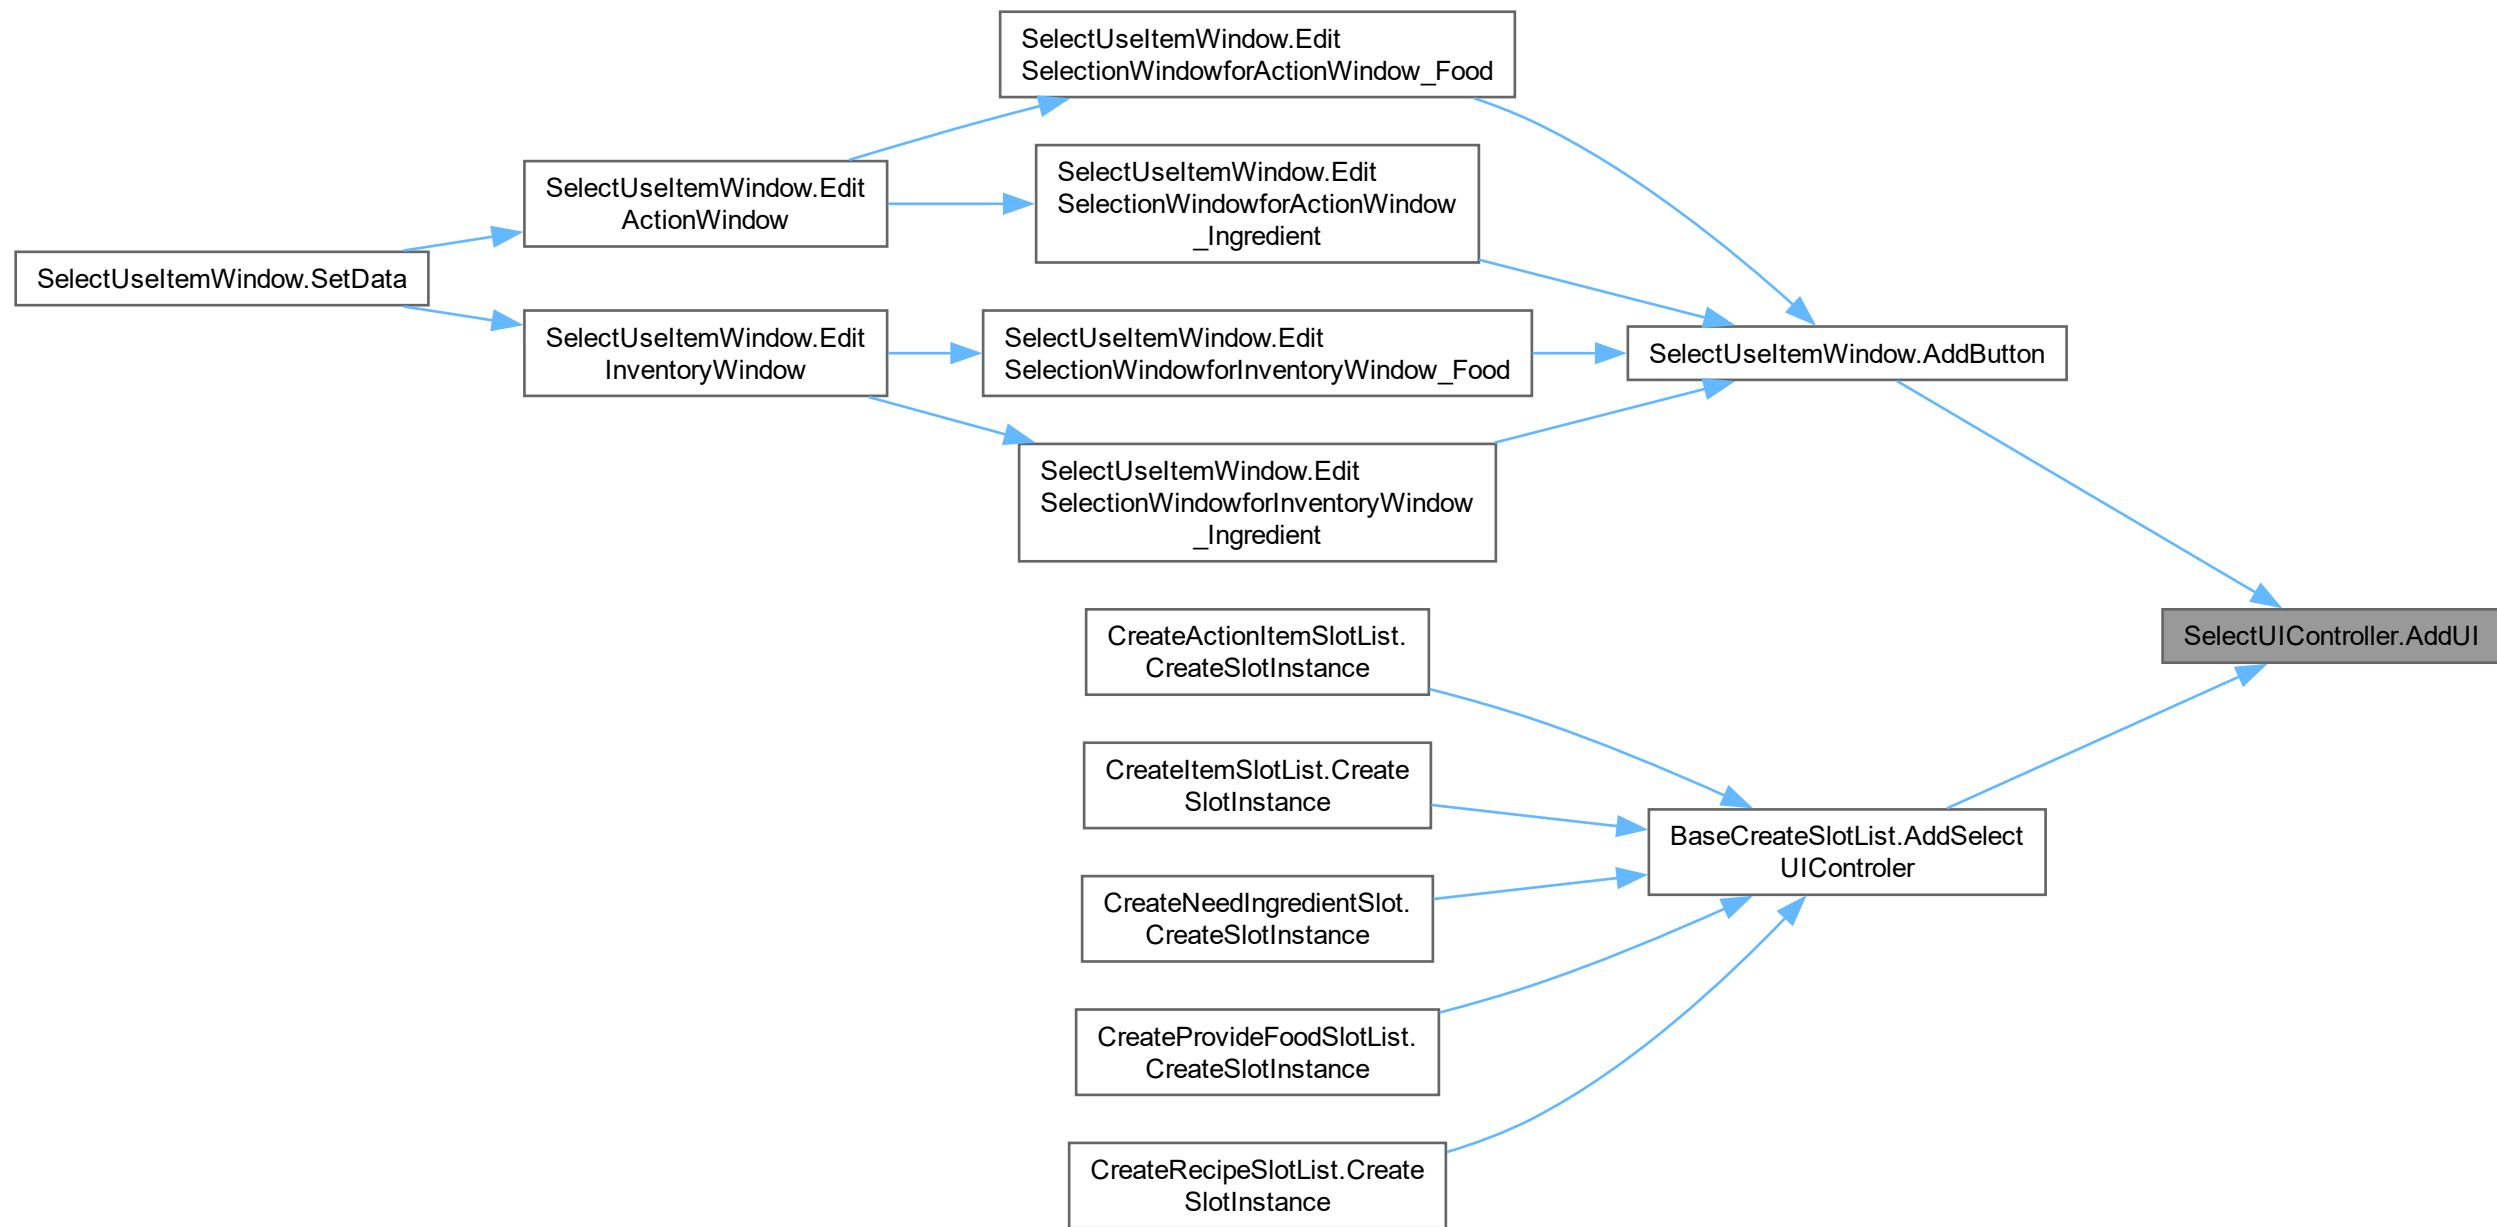 SelectUseItemWindow.Edit
SelectionWindowforActionWindow_Food
SelectUseItemWindow.Edit
SelectionWindowforActionWindow
_Ingredient
SelectUseItemWindow.Edit
ActionWindow
SelectUseItemWindow.SetData
SelectUseItemWindow.Edit
InventoryWindow
SelectUseItemWindow.Edit
SelectionWindowforInventoryWindow_Food
SelectUseItemWindow.AddButton
SelectUseItemWindow.Edit
SelectionWindowforInventoryWindow
_Ingredient
CreateActionItemSlotList.
CreateSlotInstance
SelectUIController.AddUI
CreateItemSlotList.Create
SlotInstance
BaseCreateSlotList.AddSelect
UIControler
CreateNeedIngredientSlot.
CreateSlotInstance
CreateProvideFoodSlotList.
CreateSlotInstance
CreateRecipeSlotList.Create
SlotInstance